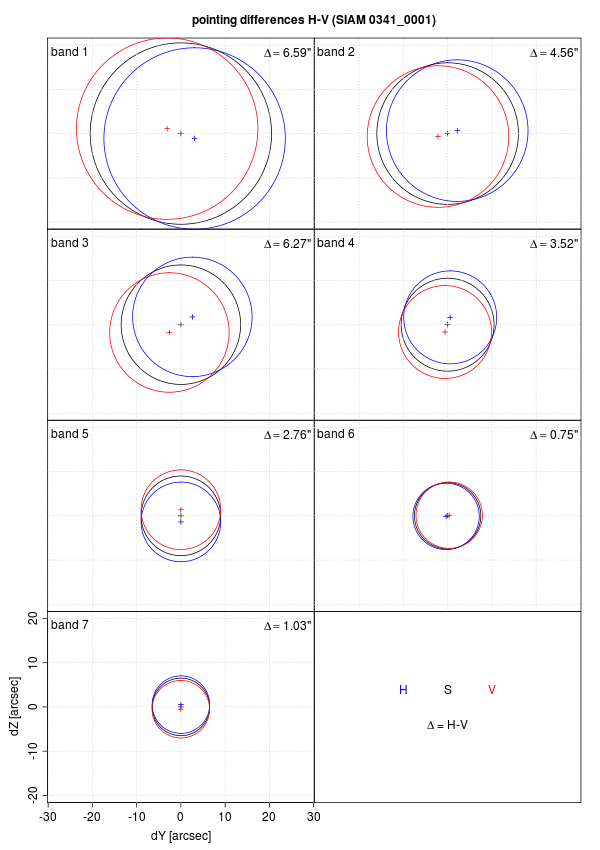 pointing differences H-V (SIAM 0341_0001)
band 1 Δ= 6.59"
band 2 Δ= 4.56"
band 3 Δ= 6.27"
band 4 Δ= 3.52"
band 5 Δ= 2.76"
band 6 Δ= 0.75"
band 7 Δ= 1.03"
H S V
Δ = H-V
20
10
0
-10
-20
dZ [arcsec]
-30 -20 -10 0 10 20 30
dY [arcsec]